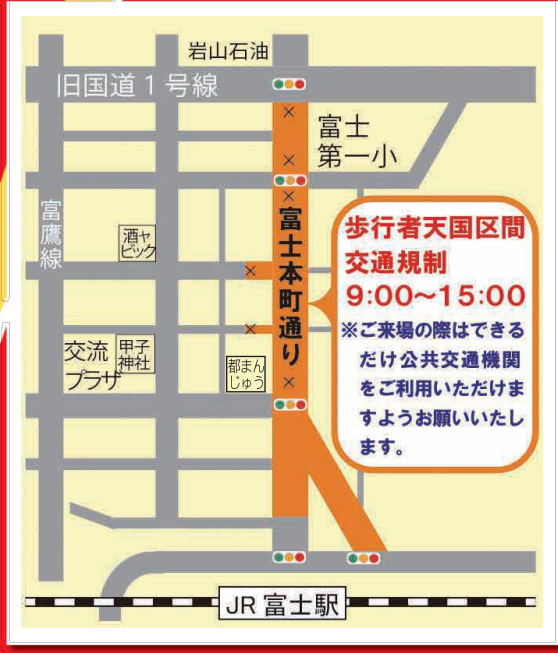 岩山石油
旧国道1号線
富士
第一小
富鷹線
酒ヤ
ビック
富士本町通り
歩行者天国区間
交通規制
9:00～15:00
※ご来場の際はできる
だけ公共交通機関
をご利用いただけま
すようお願いいたし
ます。
交流
プラザ
甲子
神社
都まん
じゅう
JR 富士駅